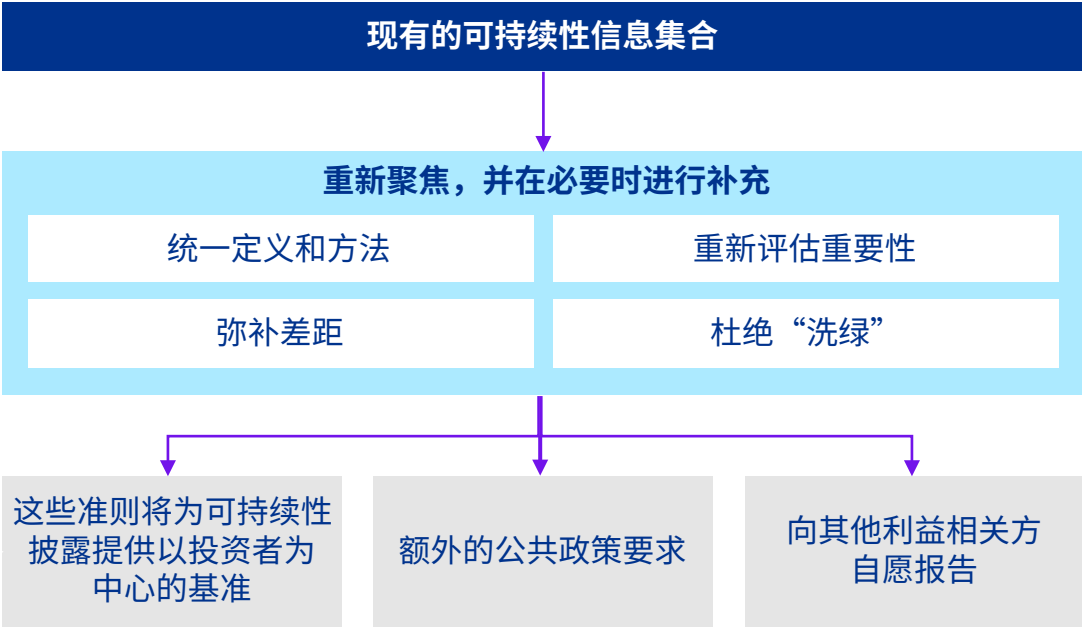 现有的可持续性信息集合
重新聚焦，并在必要时进行补充
统一定义和方法
重新评估重要性
弥补差距
杜绝“洗绿”
这些准则将为可持续性
披露提供以投资者为
中心的基准
额外的公共政策要求
向其他利益相关方
自愿报告